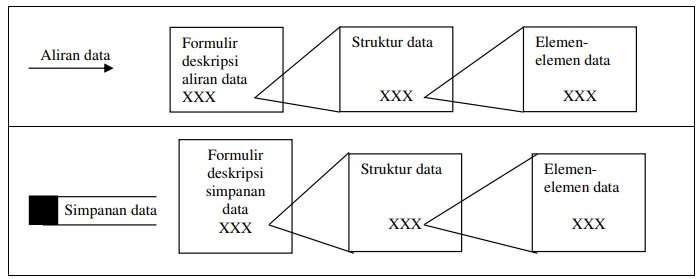 Aliran data
Formulir
deskripsi
aliran data
XXX
Struktur data
XXX
Elemen-
elemen data
XXX
Simpanan data
Formulir
deskripsi
simpanan
data
XXX
Struktur data
XXX
Elemen-
elemen data
XXX